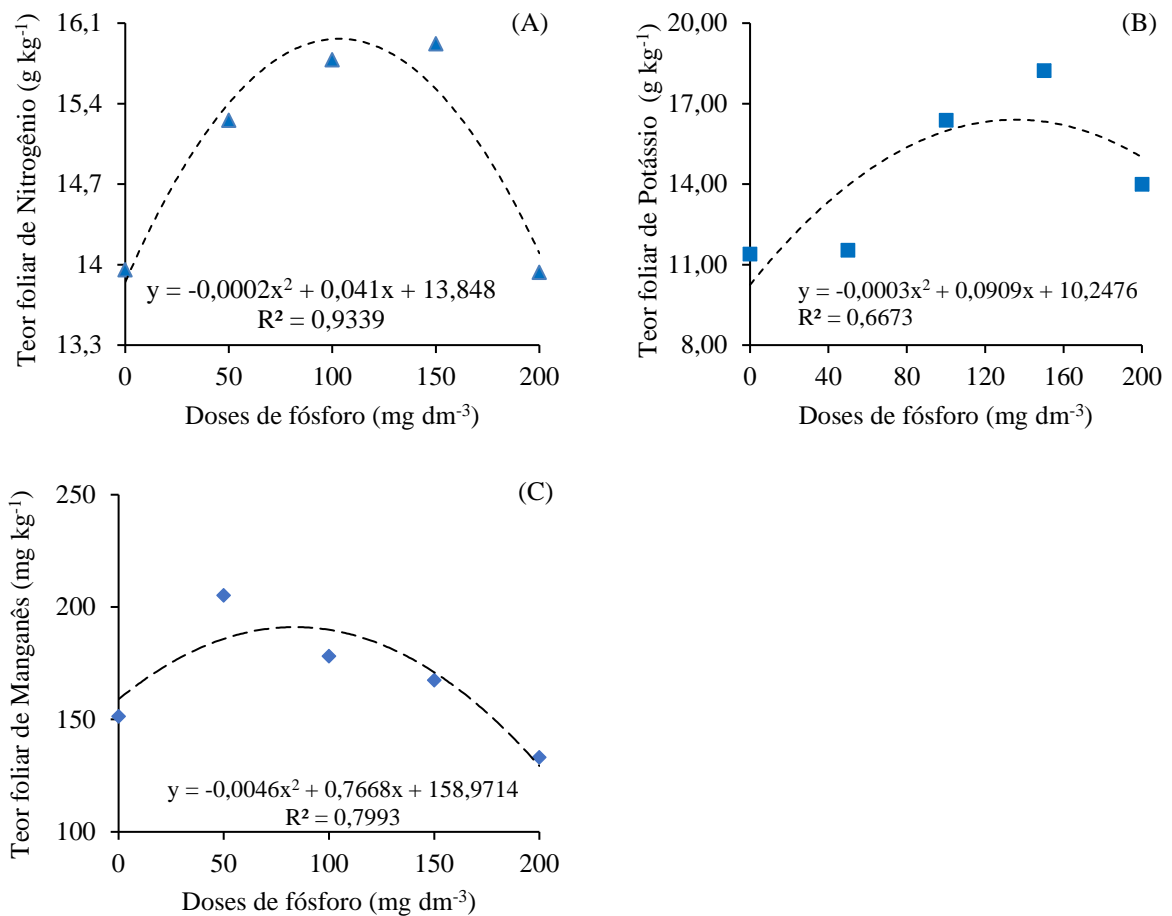 (A)
Teor foliar de Nitrogênio (g kg-1)
16,1
15,4
14,7
14
13,3
y = -0,0002x² + 0,041x + 13,848
R² = 0,9339
0 50 100 150 200
Doses de fósforo (mg dm-3)
(B)
Teor foliar de Potássio (g kg-1)
20,00
17,00
14,00
11,00
8,00
y = -0,0003x² + 0,0909x + 10,2476
R² = 0,6673
0 40 80 120 160 200
Doses de fósforo (mg dm-3)
(C)
Teor foliar de Manganês (mg kg-1)
250
200
150
100
y = -0,0046x² + 0,7668x + 158,9714
R² = 0,7993
0 50 100 150 200
Doses de fósforo (mg dm-3)